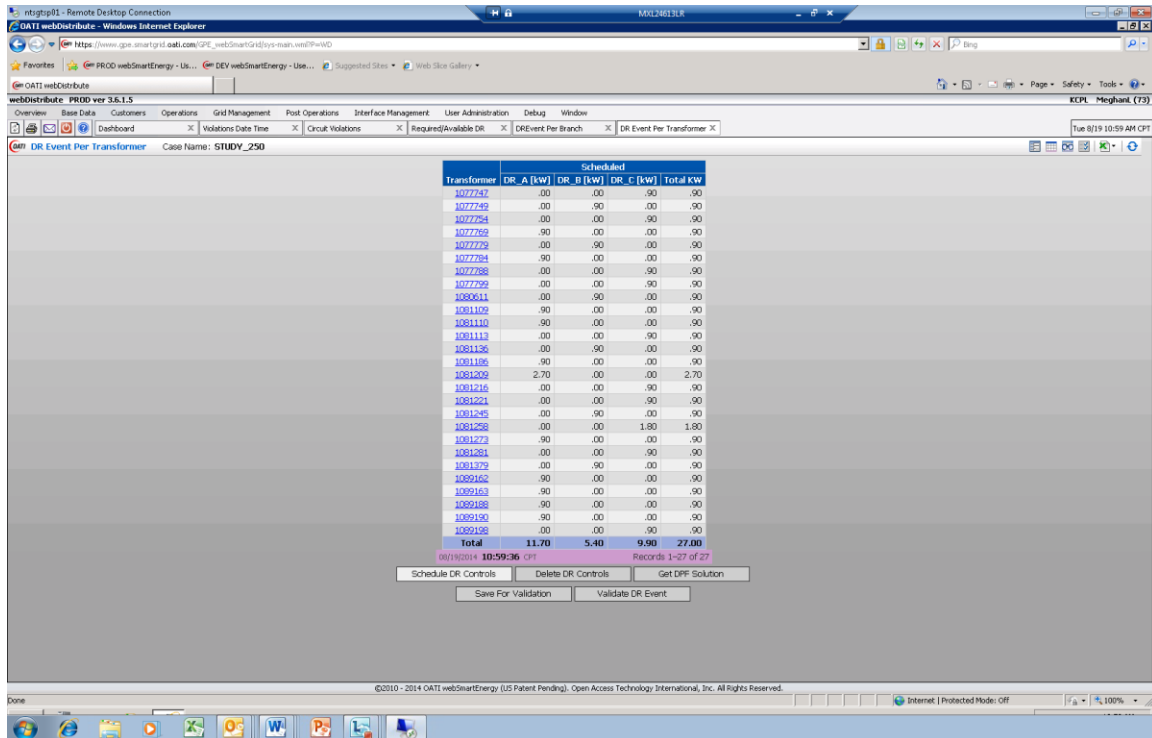 ntsgtsp01 - Remote Desktop Connection
MXL24613LR
OATI webDistribute - Windows Internet Explorer
https://www.gpe.smartgrid.oati.com/GPE_webSmartGrid/sys-main.wml?P=WD
Bing
Favorites PROD webSmartEnergy - Us... DEV webSmartEnergy - Use... Suggested Sites Web Slice Gallery
OATI webDistribute Page Safety Tools
webDistribute PROD ver 3.6.1.5 KCPL MeghanL (73)
Overview Base Data Customers Operations Grid Management Post Operations Interface Management User Administration Debug Window
Dashboard X Violations Date Time X Circuit Violations X Required/Available DR X DREvent Per Branch X DR Event Per Transformer X Tue 8/19 10:59 AM CPT
OATI DR Event Per Transformer Case Name: STUDY_250
Scheduled
Transformer DR_A [kW] DR_B [kW] DR_C [kW] Total KW
1077747 .00 .00 .90 .90
1077749 .00 .90 .00 .90
1077754 .00 .00 .90 .90
1077769 .90 .00 .00 .90
1077779 .00 .90 .00 .90
1077784 .90 .00 .00 .90
1077788 .00 .00 .90 .90
1077799 .00 .00 .90 .90
1080611 .00 .90 .00 .90
1081109 .90 .00 .00 .90
1081110 .90 .00 .00 .90
1081113 .00 .00 .90 .90
1081136 .00 .90 .00 .90
1081186 .90 .00 .00 .90
1081209 2.70 .00 .00 2.70
1081216 .00 .00 .90 .90
1081221 .00 .00 .90 .90
1081245 .00 .90 .00 .90
1081258 .00 .00 1.80 1.80
1081273 .90 .00 .00 .90
1081281 .00 .00 .90 .90
1081379 .00 .90 .00 .90
1089162 .90 .00 .00 .90
1089163 .90 .00 .00 .90
1089188 .90 .00 .00 .90
1089190 .90 .00 .00 .90
1089198 .00 .00 .90 .90
Total 11.70 5.40 9.90 27.00
08/19/2014 10:59:36 CPT Records 1-27 of 27
Schedule DR Controls Delete DR Controls Get DPF Solution
Save For Validation Validate DR Event
©2010 - 2014 OATI webSmartEnergy (US Patent Pending). Open Access Technology International, Inc. All Rights Reserved.
Done Internet | Protected Mode: Off 100%